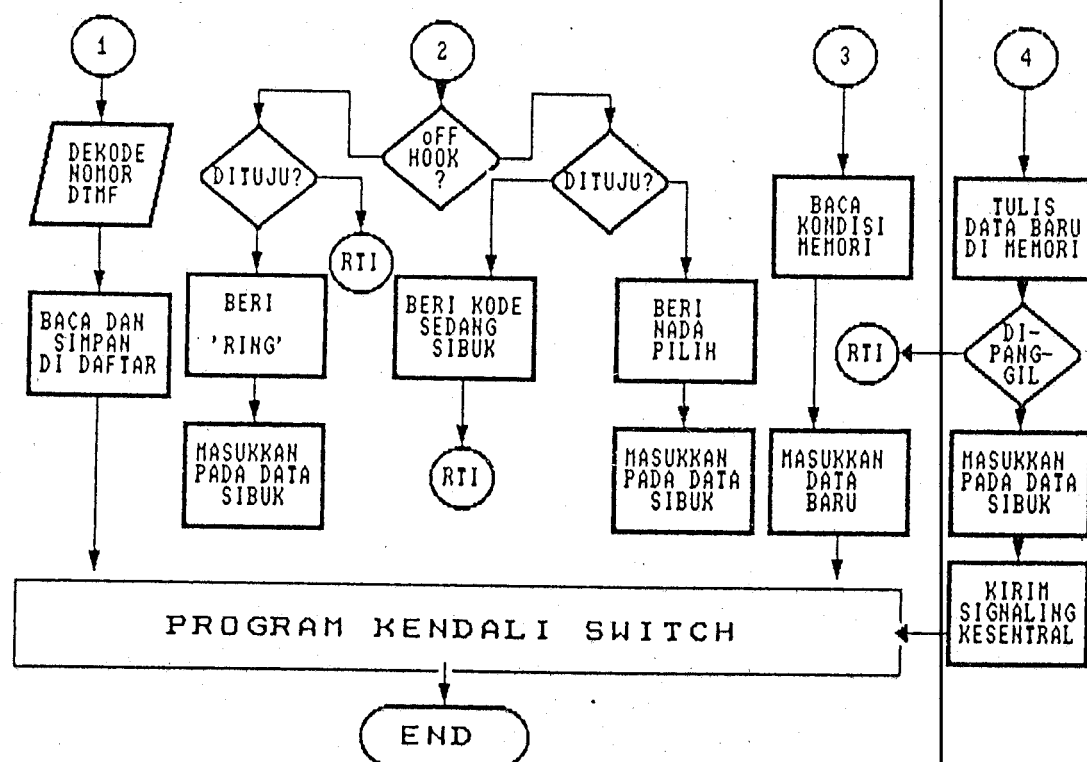 1
DEKODE
NOMOR
DTMF
BACA DAN
SIMPAN
DI DAFTAR
2
OFF
HOOK
?
DITUJU?
RTI
BERI
'RING'
MASUKKAN
PADA DATA
SIBUK
DITUJU?
BERI KODE
SEDANG
SIBUK
RTI
BERI
NADA
PILIH
MASUKKAN
PADA DATA
SIBUK
3
BACA
KONDISI
MEMORI
MASUKKAN
DATA
BARU
4
TULIS
DATA BARU
DI MEMORI
DI-
PANG-
GIL
RTI
MASUKKAN
PADA DATA
SIBUK
KIRIM
SIGNALING
KESENTRAL
PROGRAM KENDALI SWITCH
END